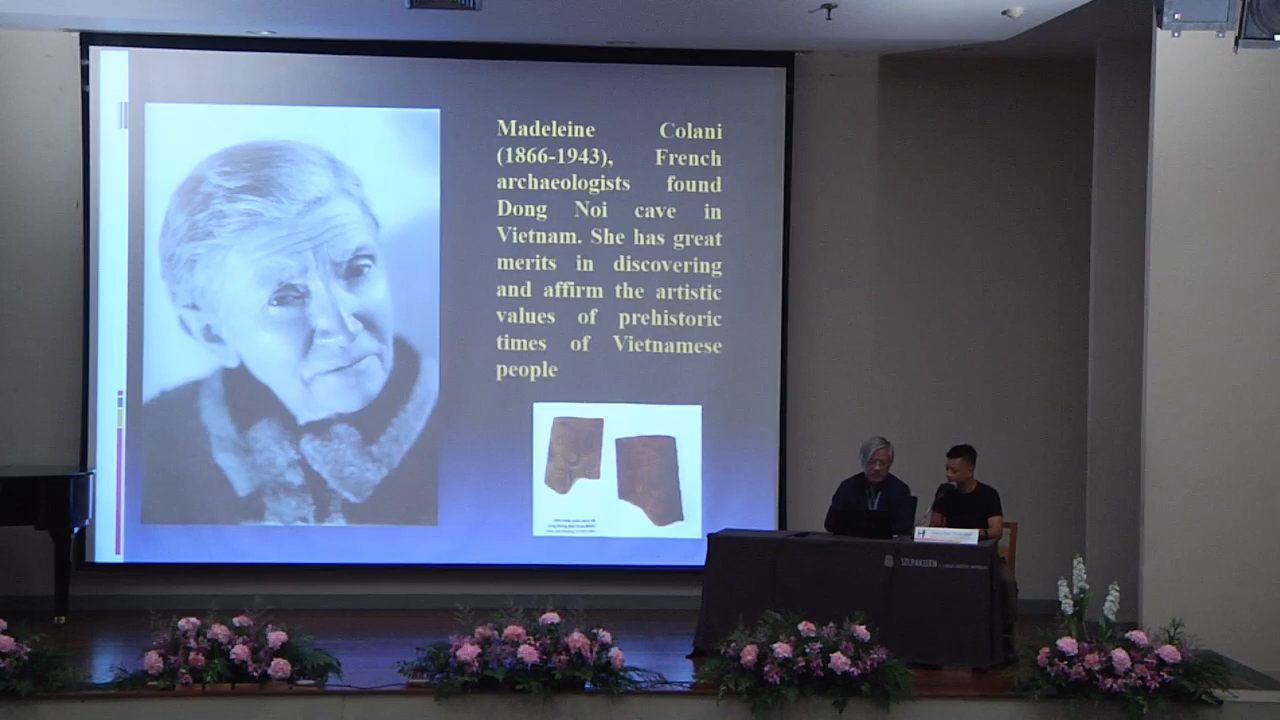 Madeleine Colani
(1866-1943), French
archaeologists found
Dong Noi cave in
Vietnam. She has great
merits in discovering
and affirm the artistic
values of prehistoric
times of Vietnamese
people
SILPAKORN